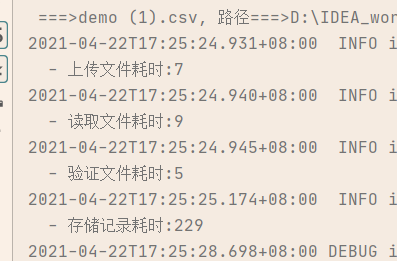 ===>demo (1).csv, 路径===>D:\IDEA_wor
2021-04-22T17:25:24.931+08:00  INFO i
- 上传文件耗时:7
2021-04-22T17:25:24.940+08:00  INFO i
- 读取文件耗时:9
2021-04-22T17:25:24.945+08:00  INFO i
- 验证文件耗时:5
2021-04-22T17:25:25.174+08:00  INFO i
- 存储记录耗时:229
2021-04-22T17:25:28.698+08:00 DEBUG i